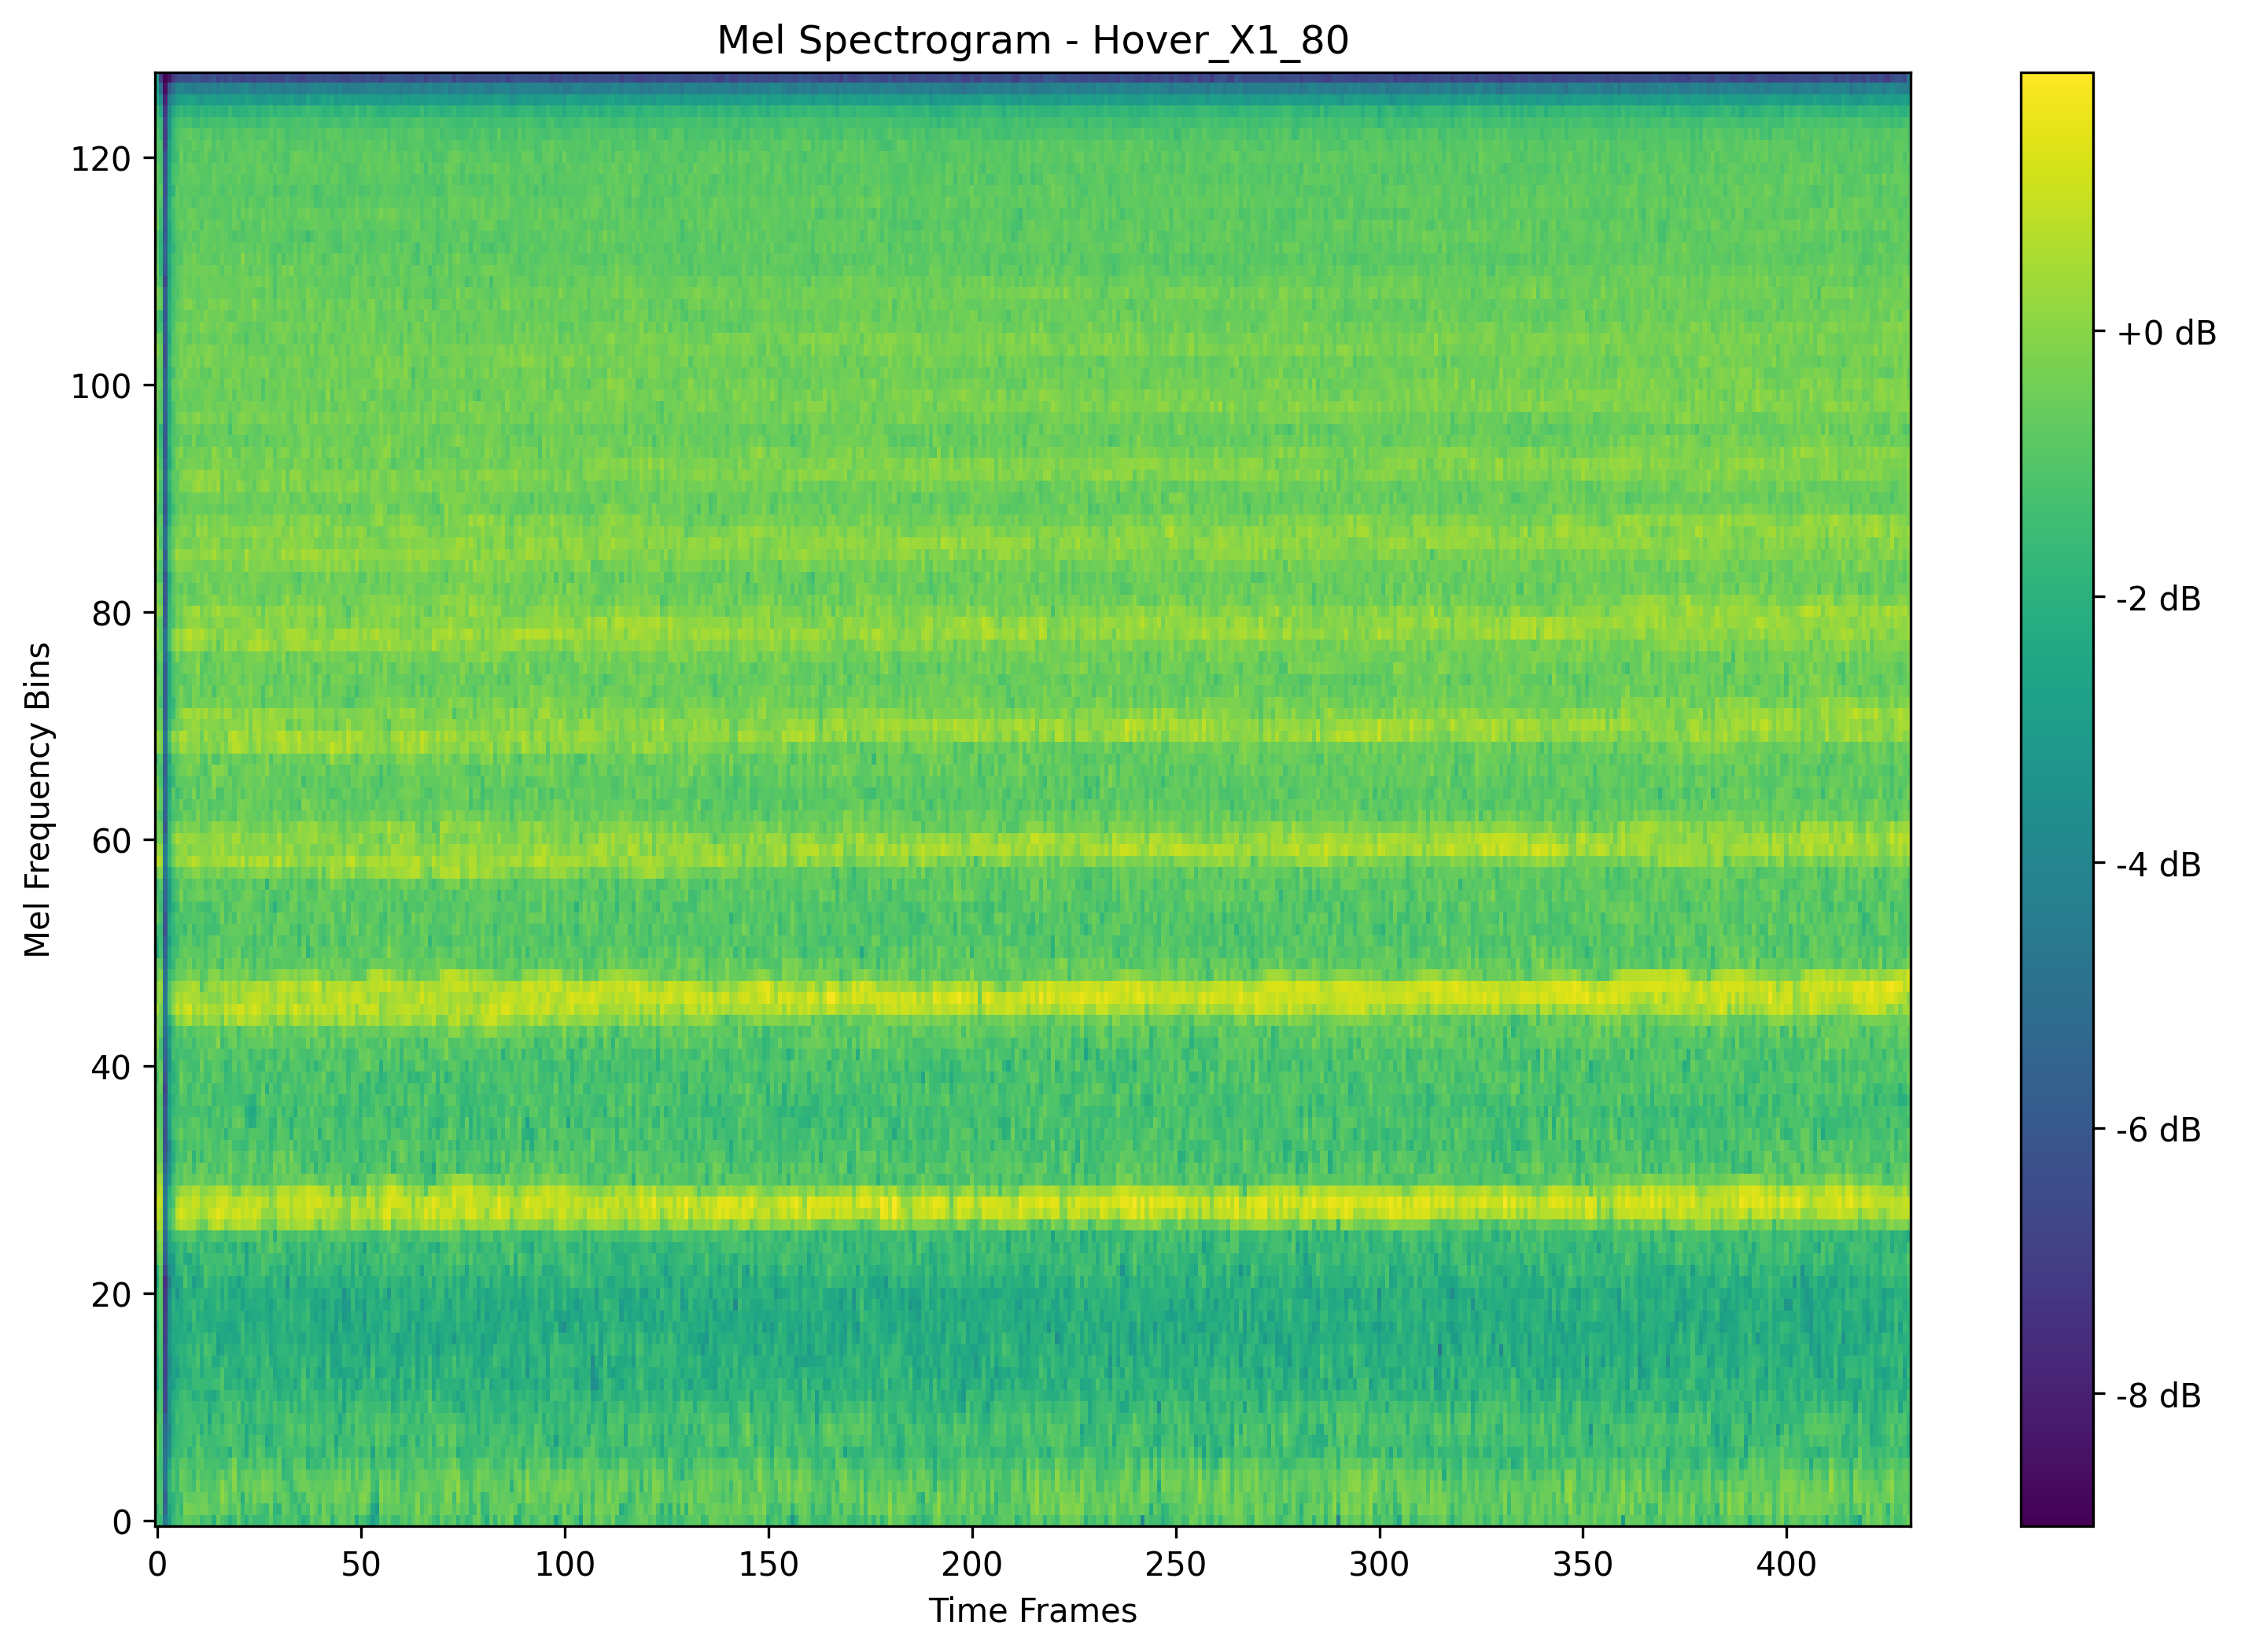 Mel Spectrogram - Hover_X1_80
Mel Frequency Bins
120
100
80
60
40
20
0
0 50 100 150 200 250 300 350 400
Time Frames
+0 dB
-2 dB
-4 dB
-6 dB
-8 dB